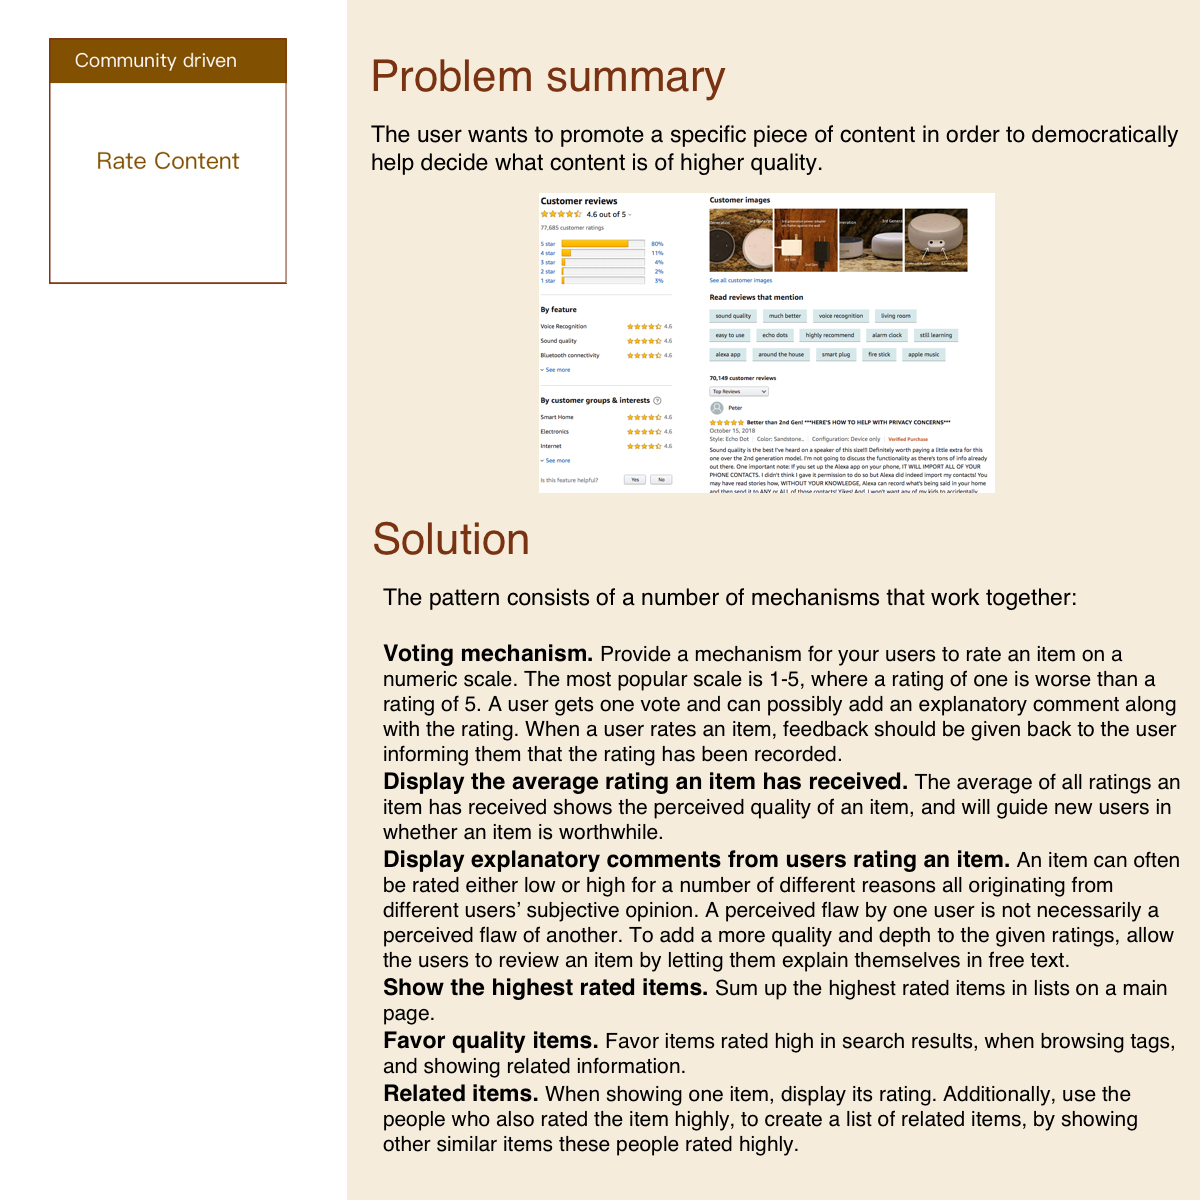 Community driven
Rate Content
Problem summary
The user wants to promote a specific piece of content in order to democratically
help decide what content is of higher quality.
Customer reviews
4.6 out of 5
77,685 customer ratings
5 star 80%
4 star 11%
3 star 4%
2 star 2%
1 star 3%
By feature
Voice Recognition 4.6
Sound quality 4.6
Bluetooth connectivity 4.6
See more
By customer groups & interests ?
Smart Home 4.6
Electronics 4.6
Internet 4.6
See more
Is this feature helpful? Yes No
Customer images
See all customer images
Read reviews that mention
sound quality much better voice recognition living room
easy to use echo dots highly recommend alarm clock still learning
alexa app around the house smart plug fire stick apple music
70,149 customer reviews
Top Reviews
Peter
Better than 2nd Gen! ***HERE'S HOW TO HELP WITH PRIVACY CONCERNS***
October 15, 2018
Style: Echo Dot | Color: Sandstone.. | Configuration: Device only | Verified Purchase
Sound quality is the best I've heard on a speaker of this size!! Definitely worth paying a little extra for this
one over the 2nd generation model. I'm not going to discuss the functionality as there's tons of info already
out there. One important note: If you set up the Alexa app on your phone, IT WILL IMPORT ALL OF YOUR
PHONE CONTACTS. I didn't think I gave it permission to do so but Alexa did indeed import my contacts! You
may have read stories how, WITHOUT YOUR KNOWLEDGE, Alexa can record what's being said in your home
and then send it to ANY or ALL of those contacts! Yikes! And, I won't want any of my kids to accidentally
Solution
The pattern consists of a number of mechanisms that work together:
Voting mechanism. Provide a mechanism for your users to rate an item on a
numeric scale. The most popular scale is 1-5, where a rating of one is worse than a
rating of 5. A user gets one vote and can possibly add an explanatory comment along
with the rating. When a user rates an item, feedback should be given back to the user
informing them that the rating has been recorded.
Display the average rating an item has received. The average of all ratings an
item has received shows the perceived quality of an item, and will guide new users in
whether an item is worthwhile.
Display explanatory comments from users rating an item. An item can often
be rated either low or high for a number of different reasons all originating from
different users’ subjective opinion. A perceived flaw by one user is not necessarily a
perceived flaw of another. To add a more quality and depth to the given ratings, allow
the users to review an item by letting them explain themselves in free text.
Show the highest rated items. Sum up the highest rated items in lists on a main
page.
Favor quality items. Favor items rated high in search results, when browsing tags,
and showing related information.
Related items. When showing one item, display its rating. Additionally, use the
people who also rated the item highly, to create a list of related items, by showing
other similar items these people rated highly.